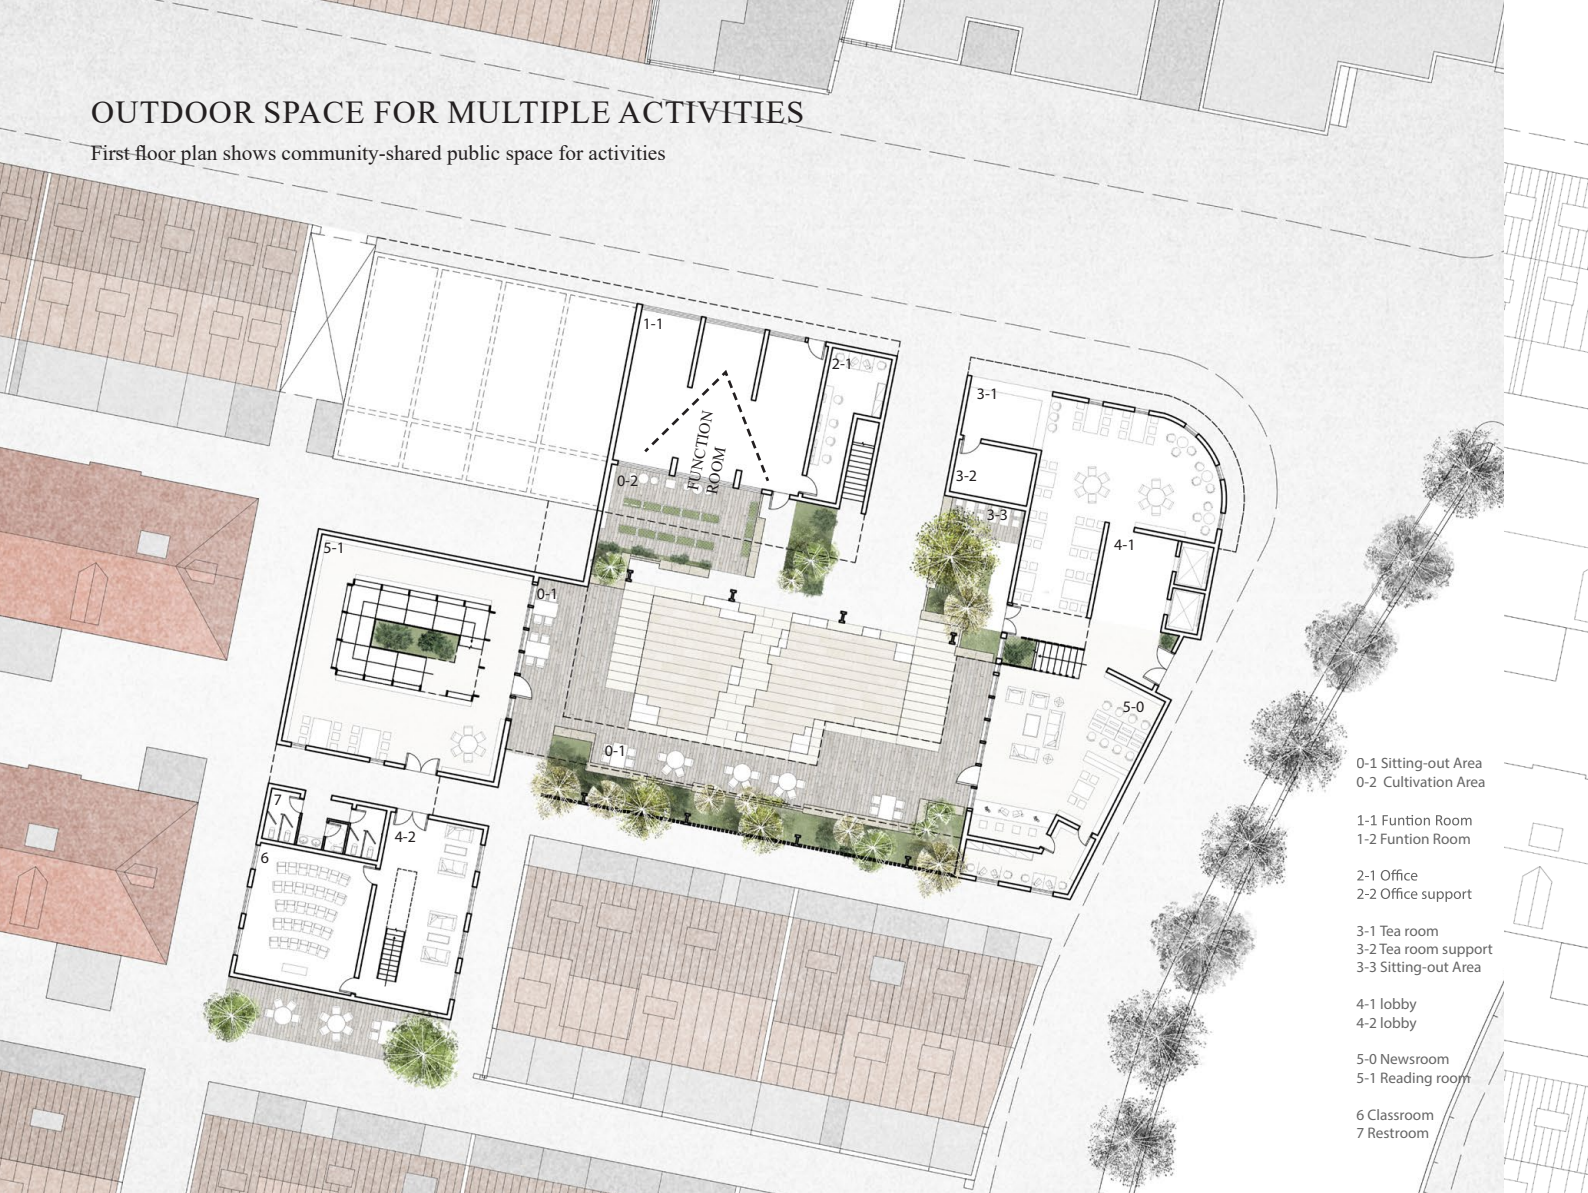 OUTDOOR SPACE FOR MULTIPLE ACTIVITIES
First floor plan shows community-shared public space for activities
1-1
2-1
3-1
FUNCTION
ROOM
0-2
3-2
3-3
4-1
5-1
0-1
5-0
0-1
7
4-2
6
0-1 Sitting-out Area
0-2 Cultivation Area
1-1 Funtion Room
1-2 Funtion Room
2-1 Office
2-2 Office support
3-1 Tea room
3-2 Tea room support
3-3 Sitting-out Area
4-1 lobby
4-2 lobby
5-0 Newsroom
5-1 Reading room
6 Classroom
7 Restroom